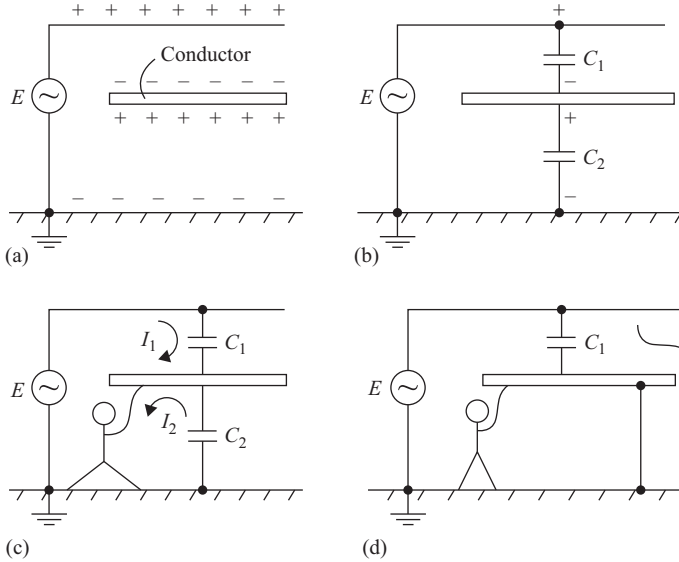 + + + + + +
Conductor
− − − − − −
E
+ + + + + +
− − − − − −
(a)
+
C1
−
E
+
C2
−
(b)
I1
C1
E
I2
C2
(c)
C1
E
(d)